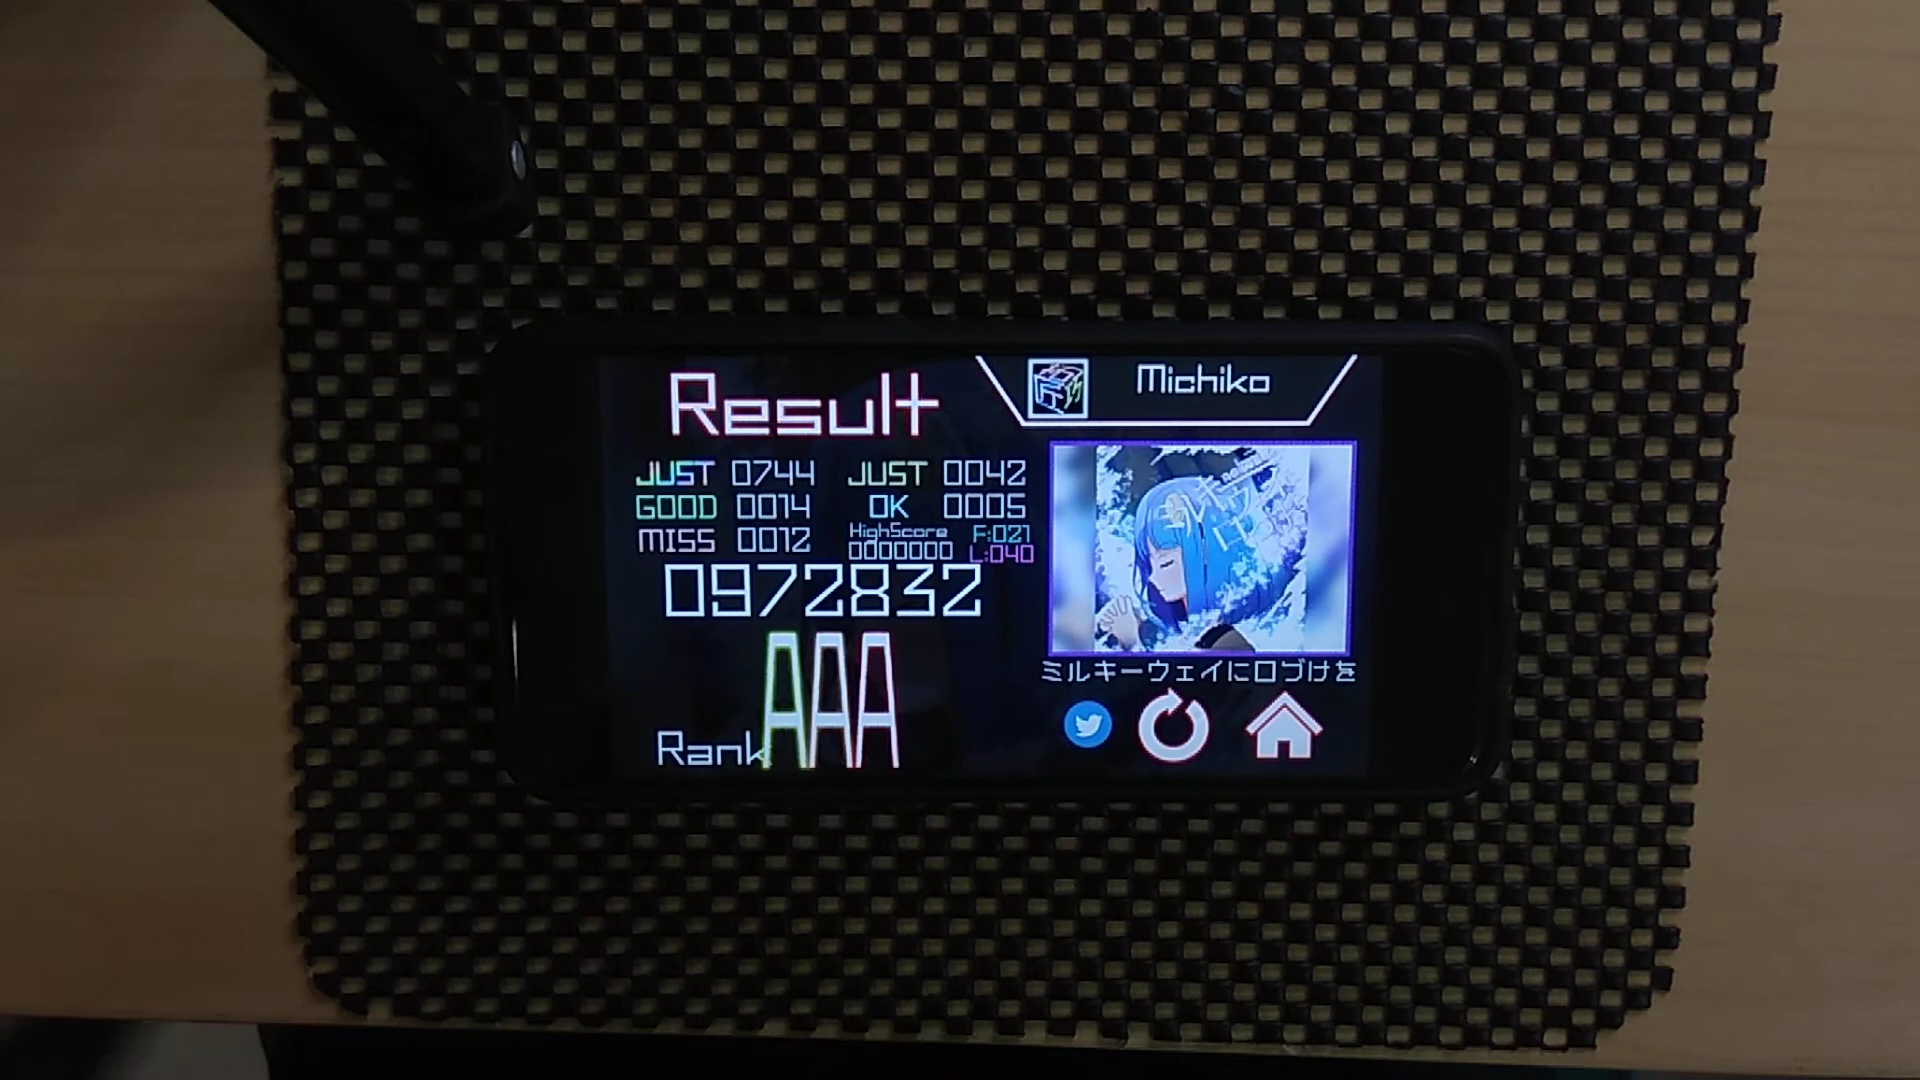 Result
Michiko
JUST 0744 JUST 0042
GOOD 0014 OK 0005
MISS 0012 HighScore F:021
0000000 L:040
0972832
Rank AAA
ミルキーウェイに口づけを